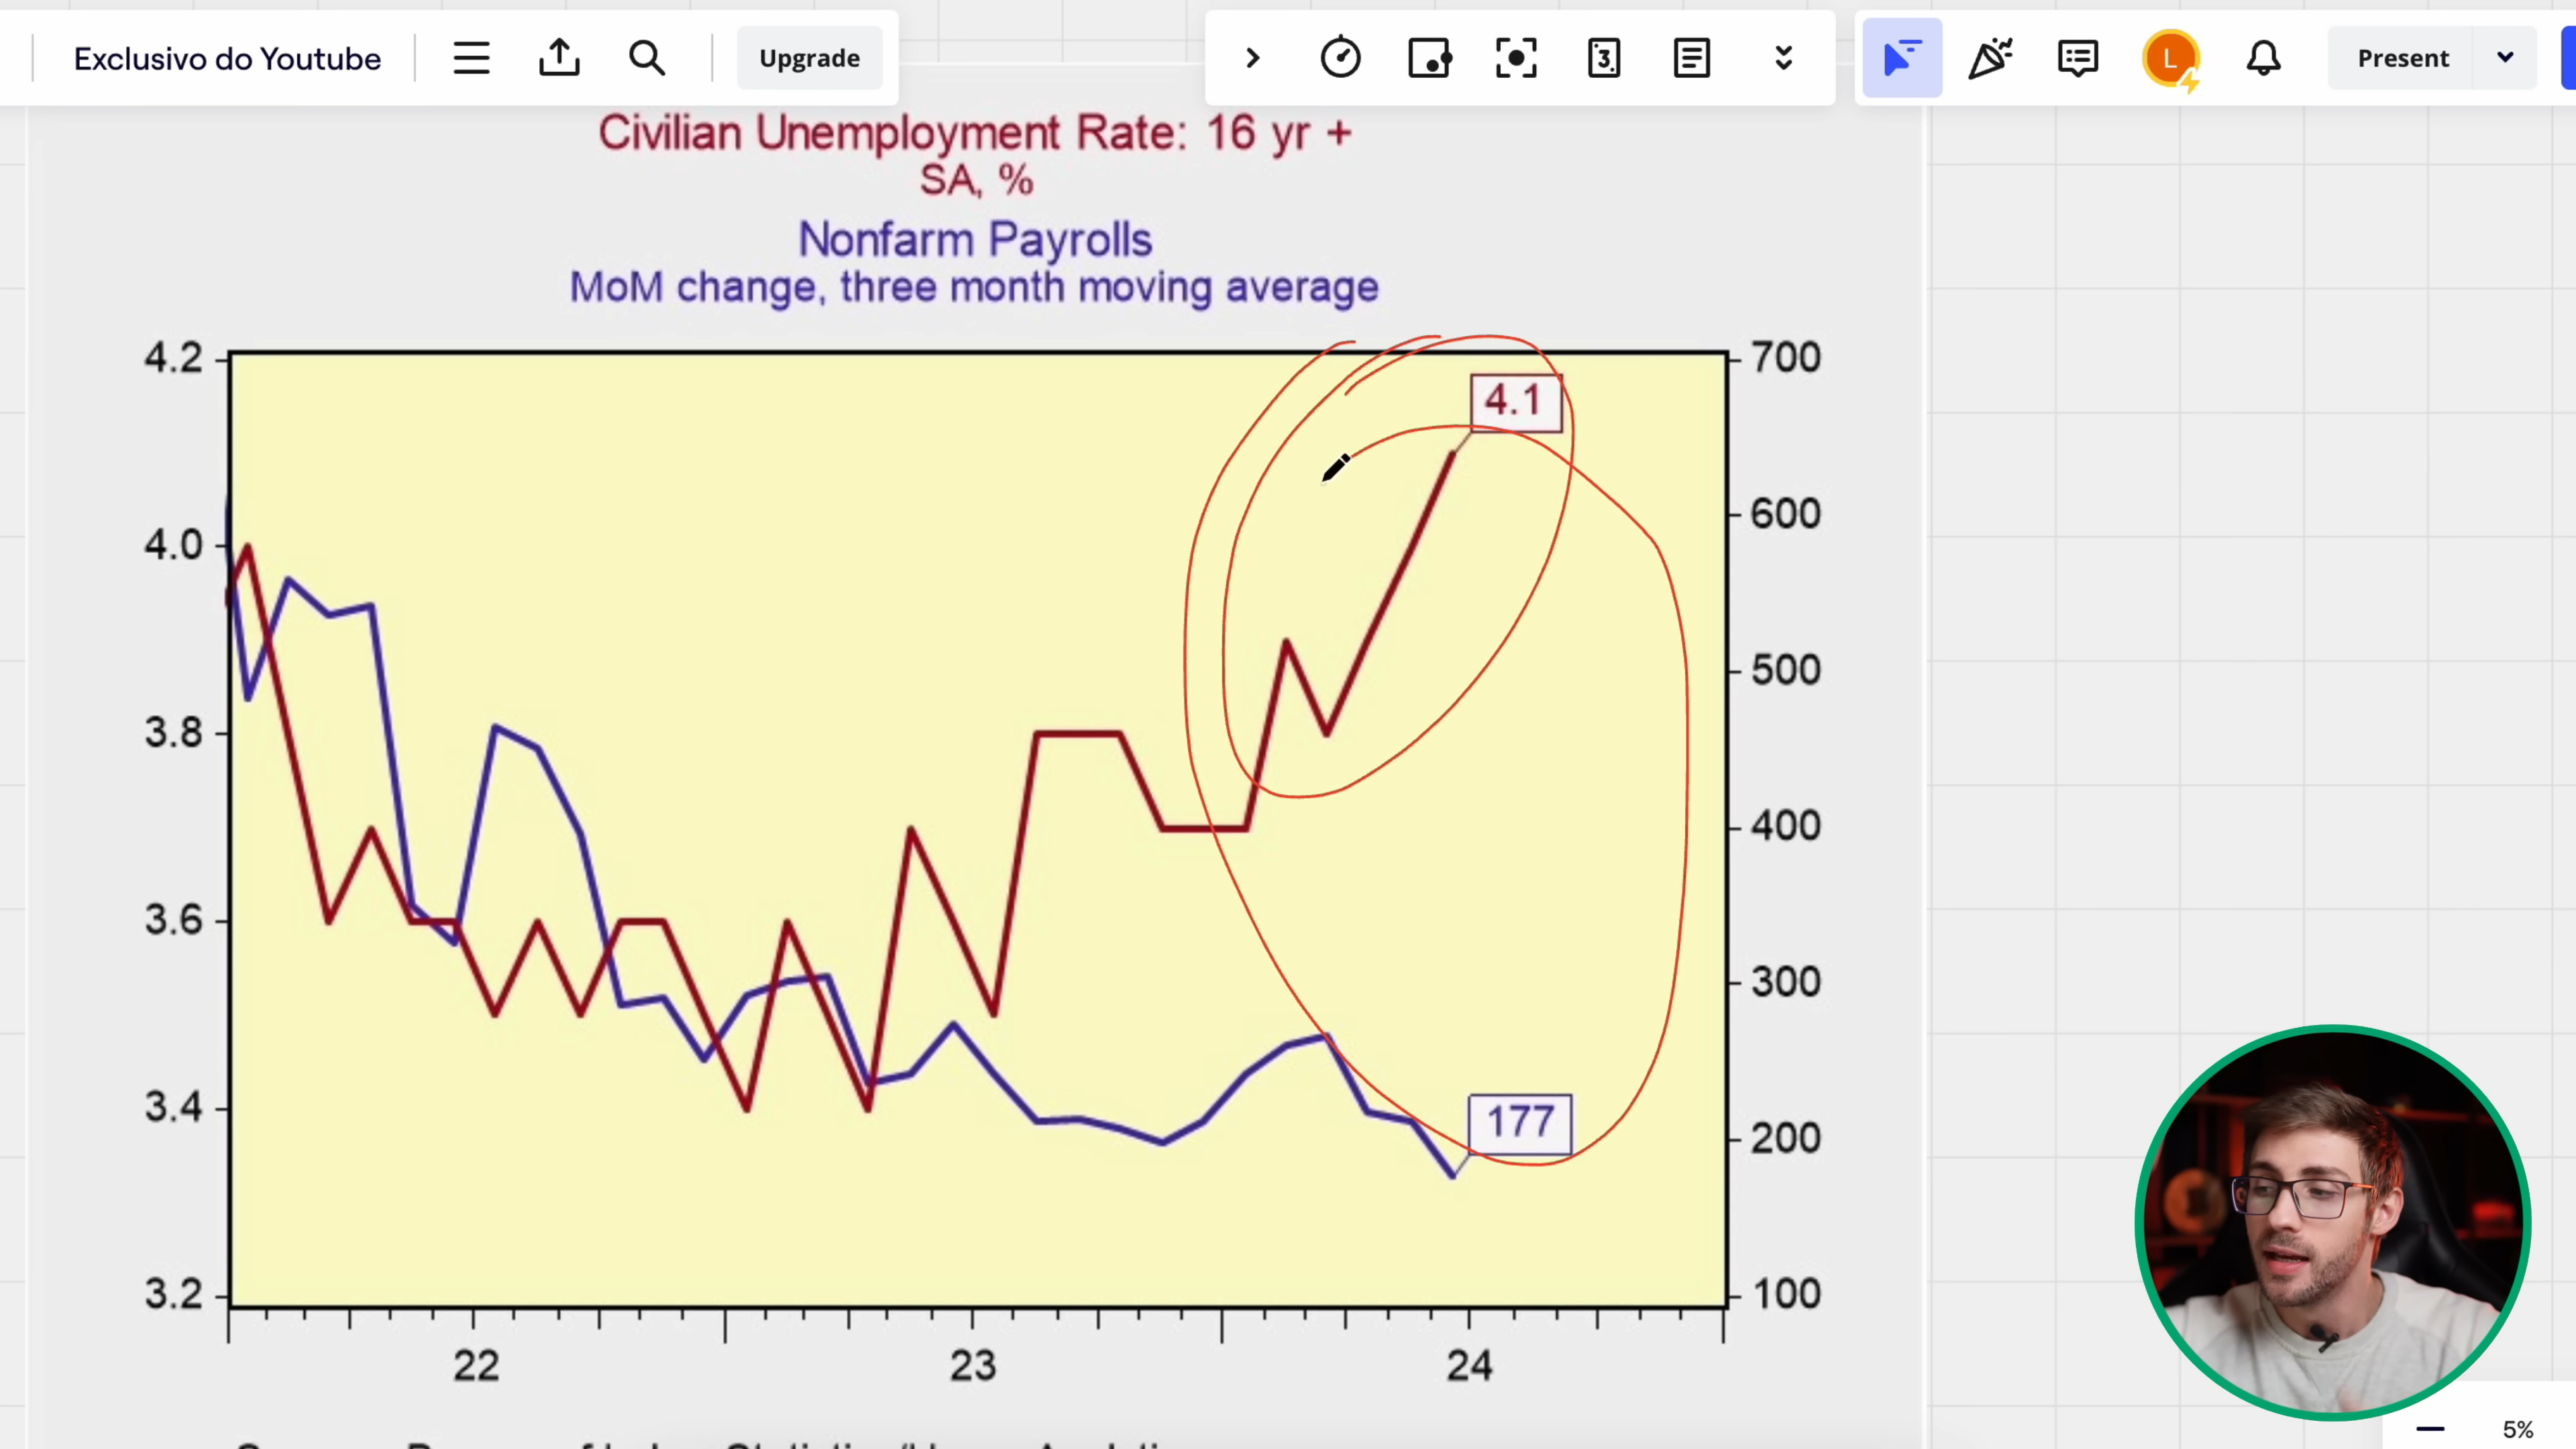 Exclusivo do Youtube
Upgrade
3
L
Present
Civilian Unemployment Rate: 16 yr +
SA, %
Nonfarm Payrolls
MoM change, three month moving average
4.2
4.0
3.8
3.6
3.4
3.2
700
600
500
400
300
200
100
4.1
177
22
23
24
5%